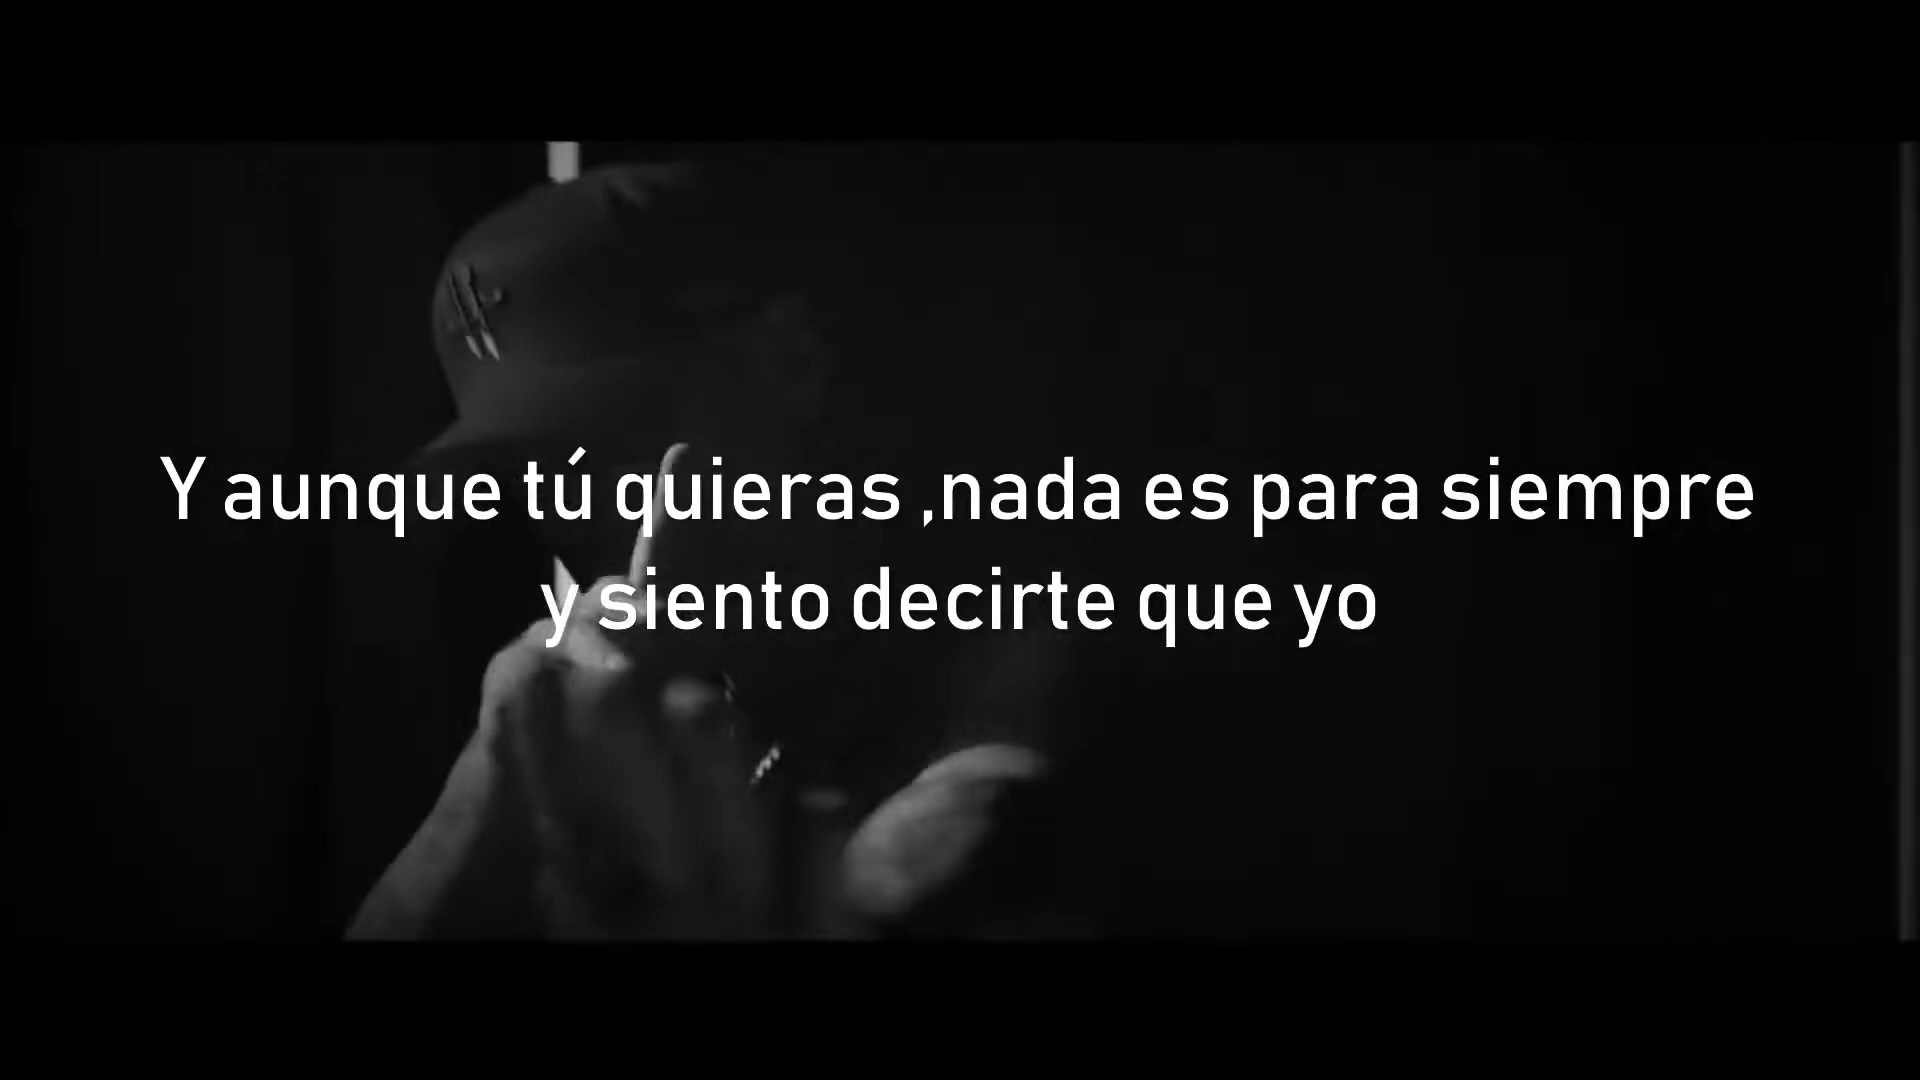 Y aunque tú quieras ,nada es para siempre
y siento decirte que yo